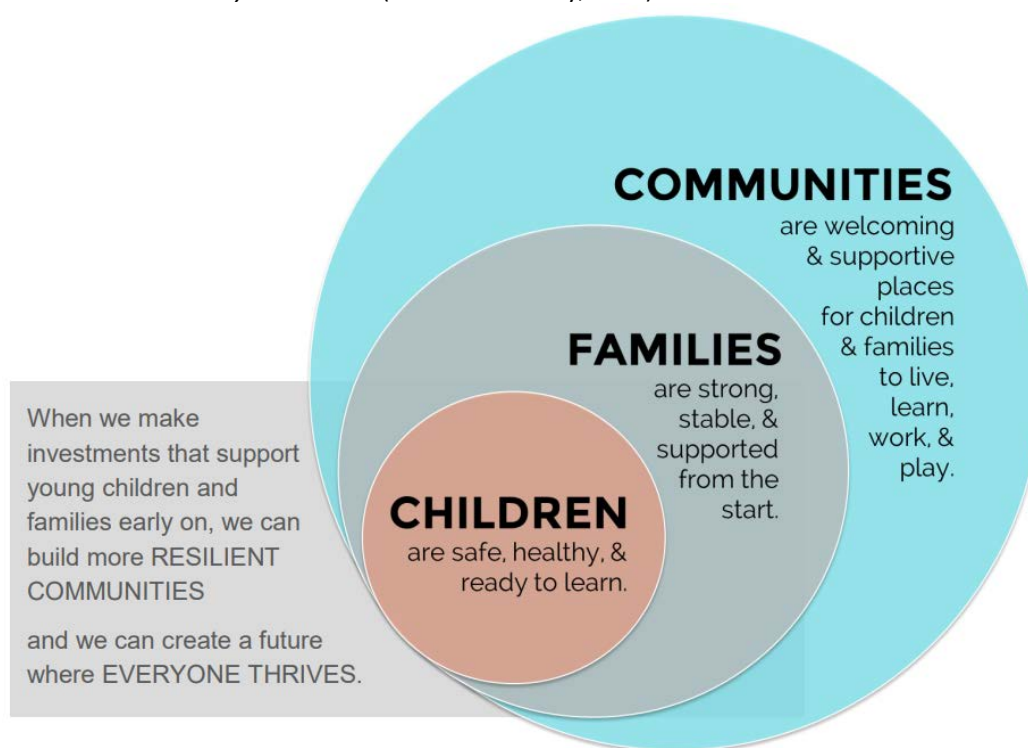 COMMUNITIES
are welcoming
& supportive
places
for children
& families
to live,
learn,
work, &
play.
FAMILIES
are strong,
stable, &
supported
from the
start.
CHILDREN
are safe, healthy, &
ready to learn.
When we make
investments that support
young children and
families early on, we can
build more RESILIENT
COMMUNITIES
and we can create a future
where EVERYONE THRIVES.